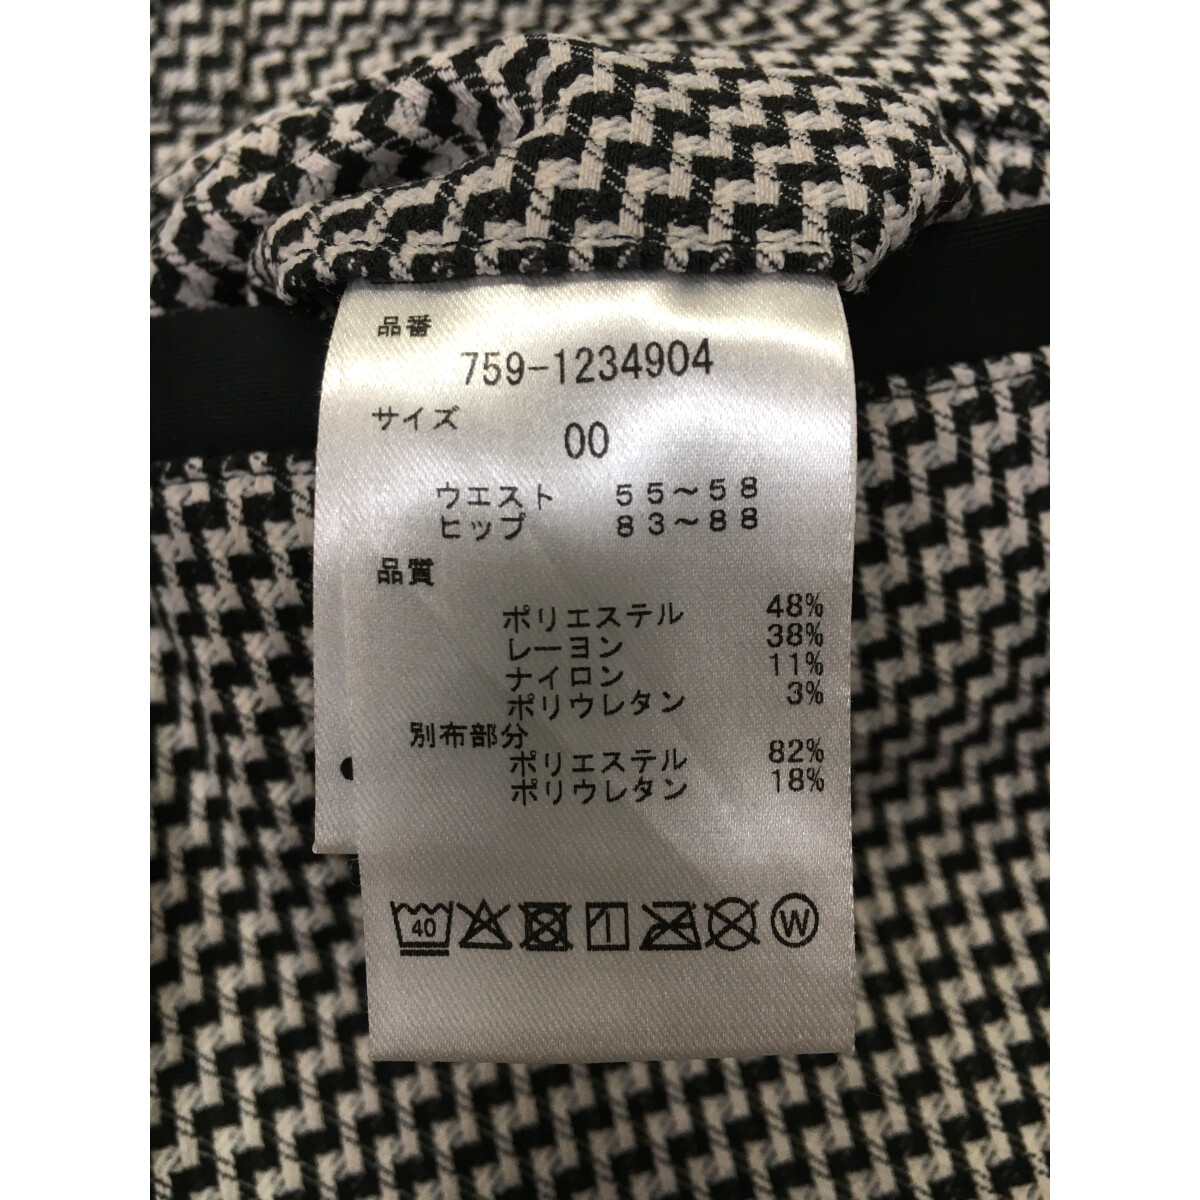 品番
759-1234904
サイズ
00
ウエスト 55～58
ヒップ 83～88
品質
ポリエステル 48%
レーヨン 38%
ナイロン 11%
ポリウレタン 3%
別布部分
ポリエステル 82%
ポリウレタン 18%
40 W